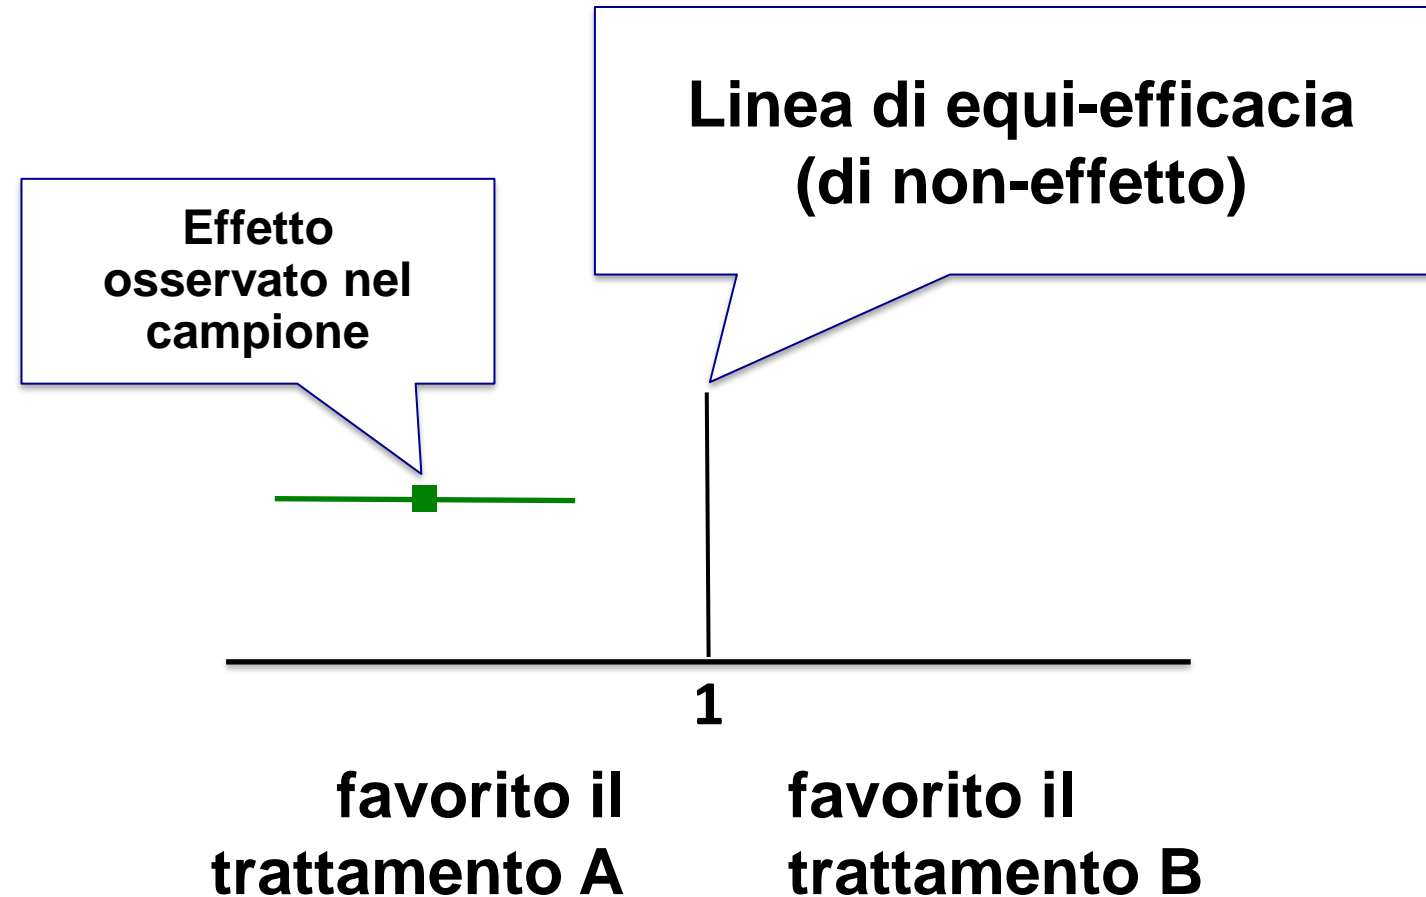 Linea di equi-efficacia
(di non-effetto)
Effetto
osservato nel
campione
1
favorito il
trattamento A
favorito il
trattamento B